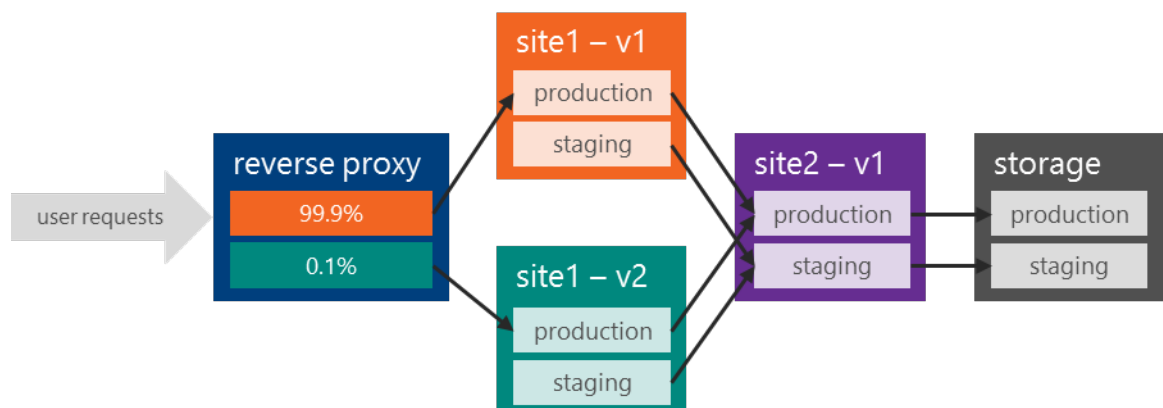 user requests
reverse proxy
99.9%
0.1%
site1 – v1
production
staging
site1 – v2
production
staging
site2 – v1
production
staging
storage
production
staging